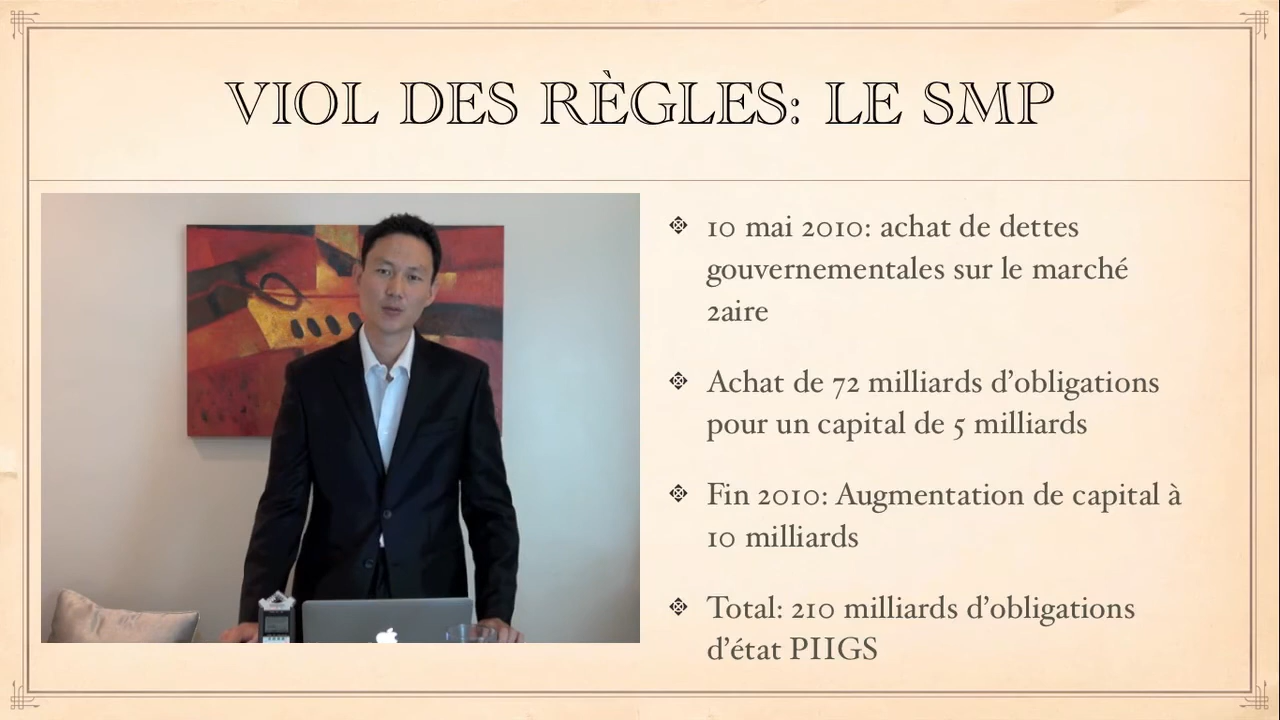 VIOL DES RÈGLES: LE SMP
10 mai 2010: achat de dettes
gouvernementales sur le marché
2aire
Achat de 72 milliards d’obligations
pour un capital de 5 milliards
Fin 2010: Augmentation de capital à
10 milliards
Total: 210 milliards d’obligations
d’état PIIGS